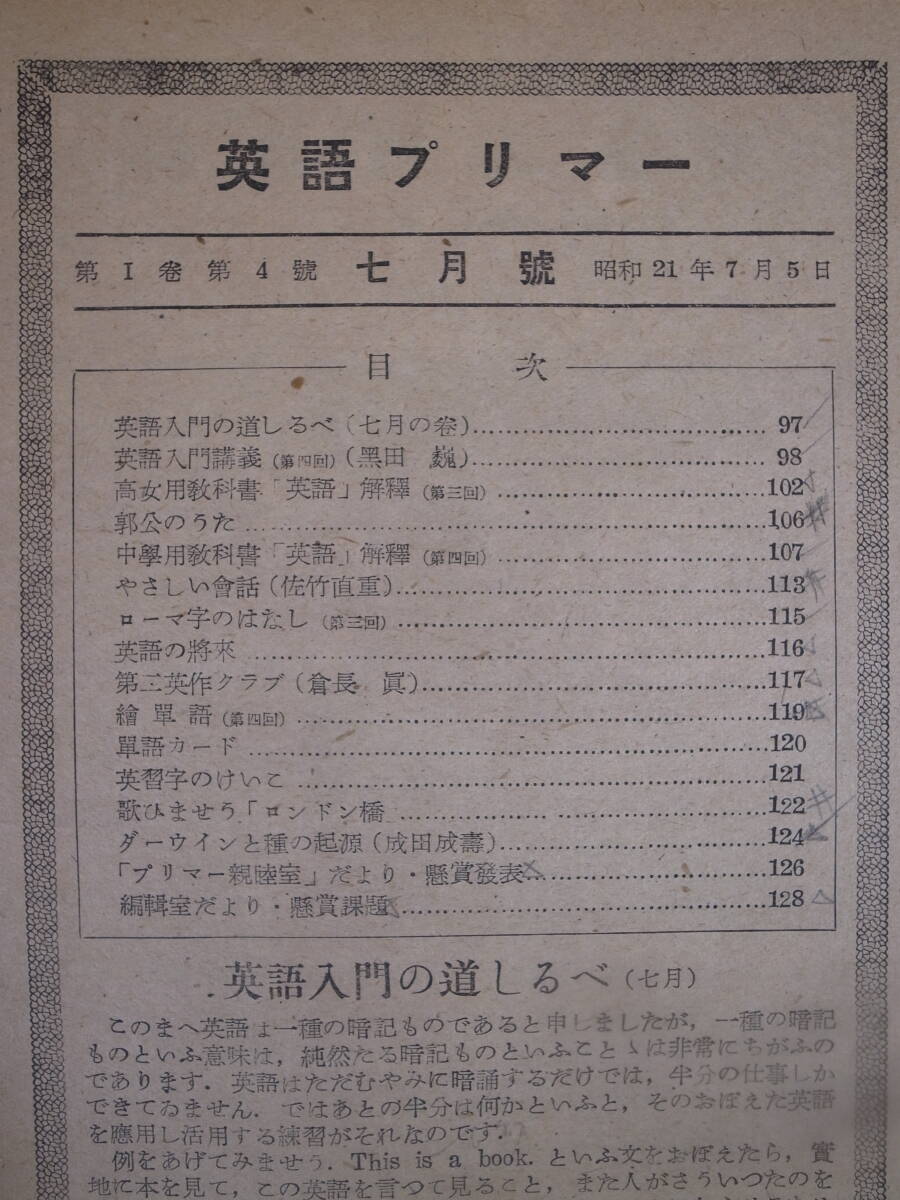 英語プリマー
第I卷 第4號 七月號 昭和21年7月5日
目次
英語入門の道しるべ(七月の卷)……97
英語入門講義(第四回)(黑田 巍)……98
高女用敎科書「英語」解釋(第三回)……102
郭公のうた……106
中學用敎科書「英語」解釋(第四回)……107
やさしい會話(佐竹直重)……113
ローマ字のはなし(第三回)……115
英語の將來……116
第三英作クラブ(倉長 眞)……117
繪單語(第四回)……119
單語カード……120
英習字のけいこ……121
歌ひませう「ロンドン橋……122
ダーウインと種の起源(成田成壽)……124
「プリマー親睦室」だより・懸賞發表……126
編輯室だより・懸賞課題……128
英語入門の道しるべ(七月)
このまへ英語は一種の暗記ものであると申しましたが，一種の暗記
ものといふ意味は，純然たる暗記ものといふことゝは非常にちがふの
であります．英語はただむやみに暗誦するだけでは，半分の仕事しか
できてゐません．ではあとの半分は何かといふと，そのおぼえた英語
を應用し活用する練習がそれなのです．
例をあげてみませう．This is a book. といふ文をおぼえたら，實
地に本を見て，この英語を言つて見ること，また人がさういつたのを